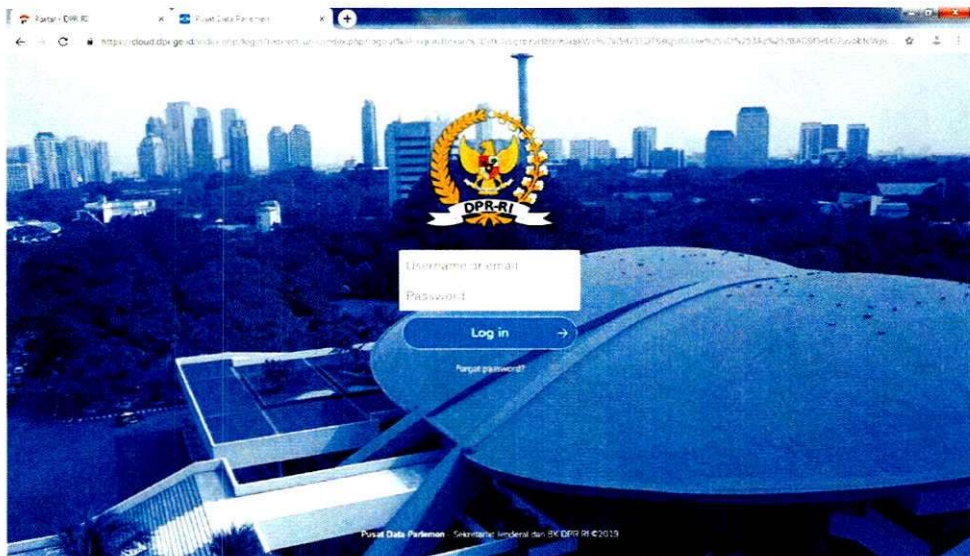 Portal - DPR RI
Pusat Data Parlemen
DPR-RI
Username or email
Password
Log in
Forgot password?
Pusat Data Parlemen - Sekretariat Jenderal dan BK DPR RI ©2019